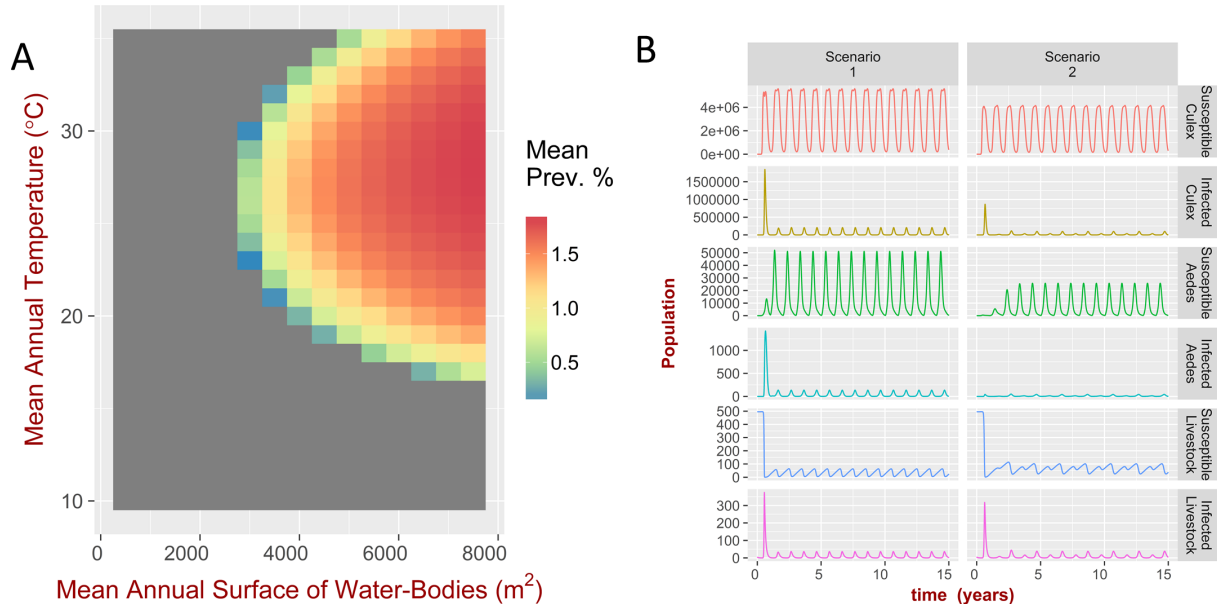 A
Mean Annual Temperature (°C)
30
20
10
0
2000
4000
6000
8000
Mean Annual Surface of Water-Bodies (m²)
Mean
Prev. %
1.5
1.0
0.5
B
Scenario
1
Scenario
2
Population
4e+06
2e+06
0e+00
Susceptible
Culex
1500000
1000000
500000
0
Infected
Culex
50000
40000
30000
20000
10000
0
Susceptible
Aedes
1000
500
0
Infected
Aedes
500
400
300
200
100
0
Susceptible
Livestock
300
200
100
0
Infected
Livestock
0
5
10
15
0
5
10
15
time (years)